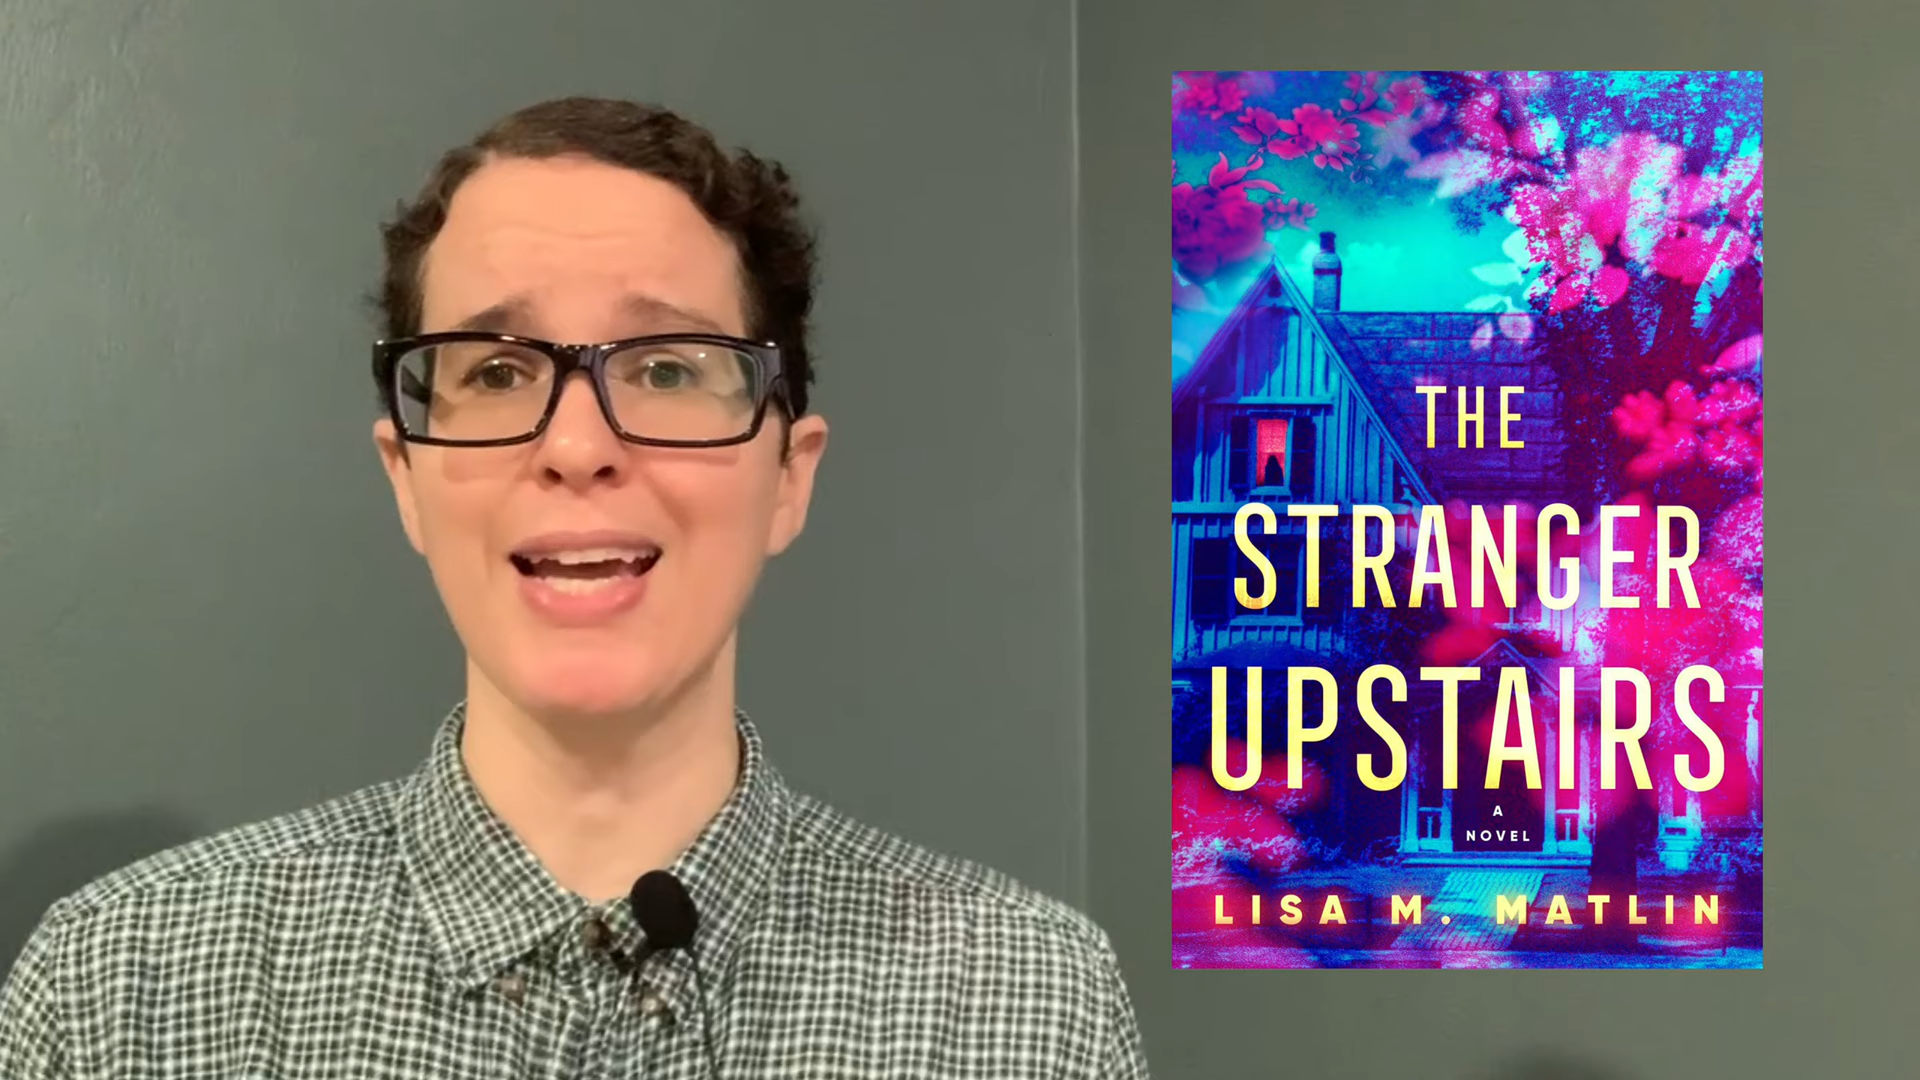 THE
STRANGER
UPSTAIRS
A
NOVEL
LISA M. MATLIN